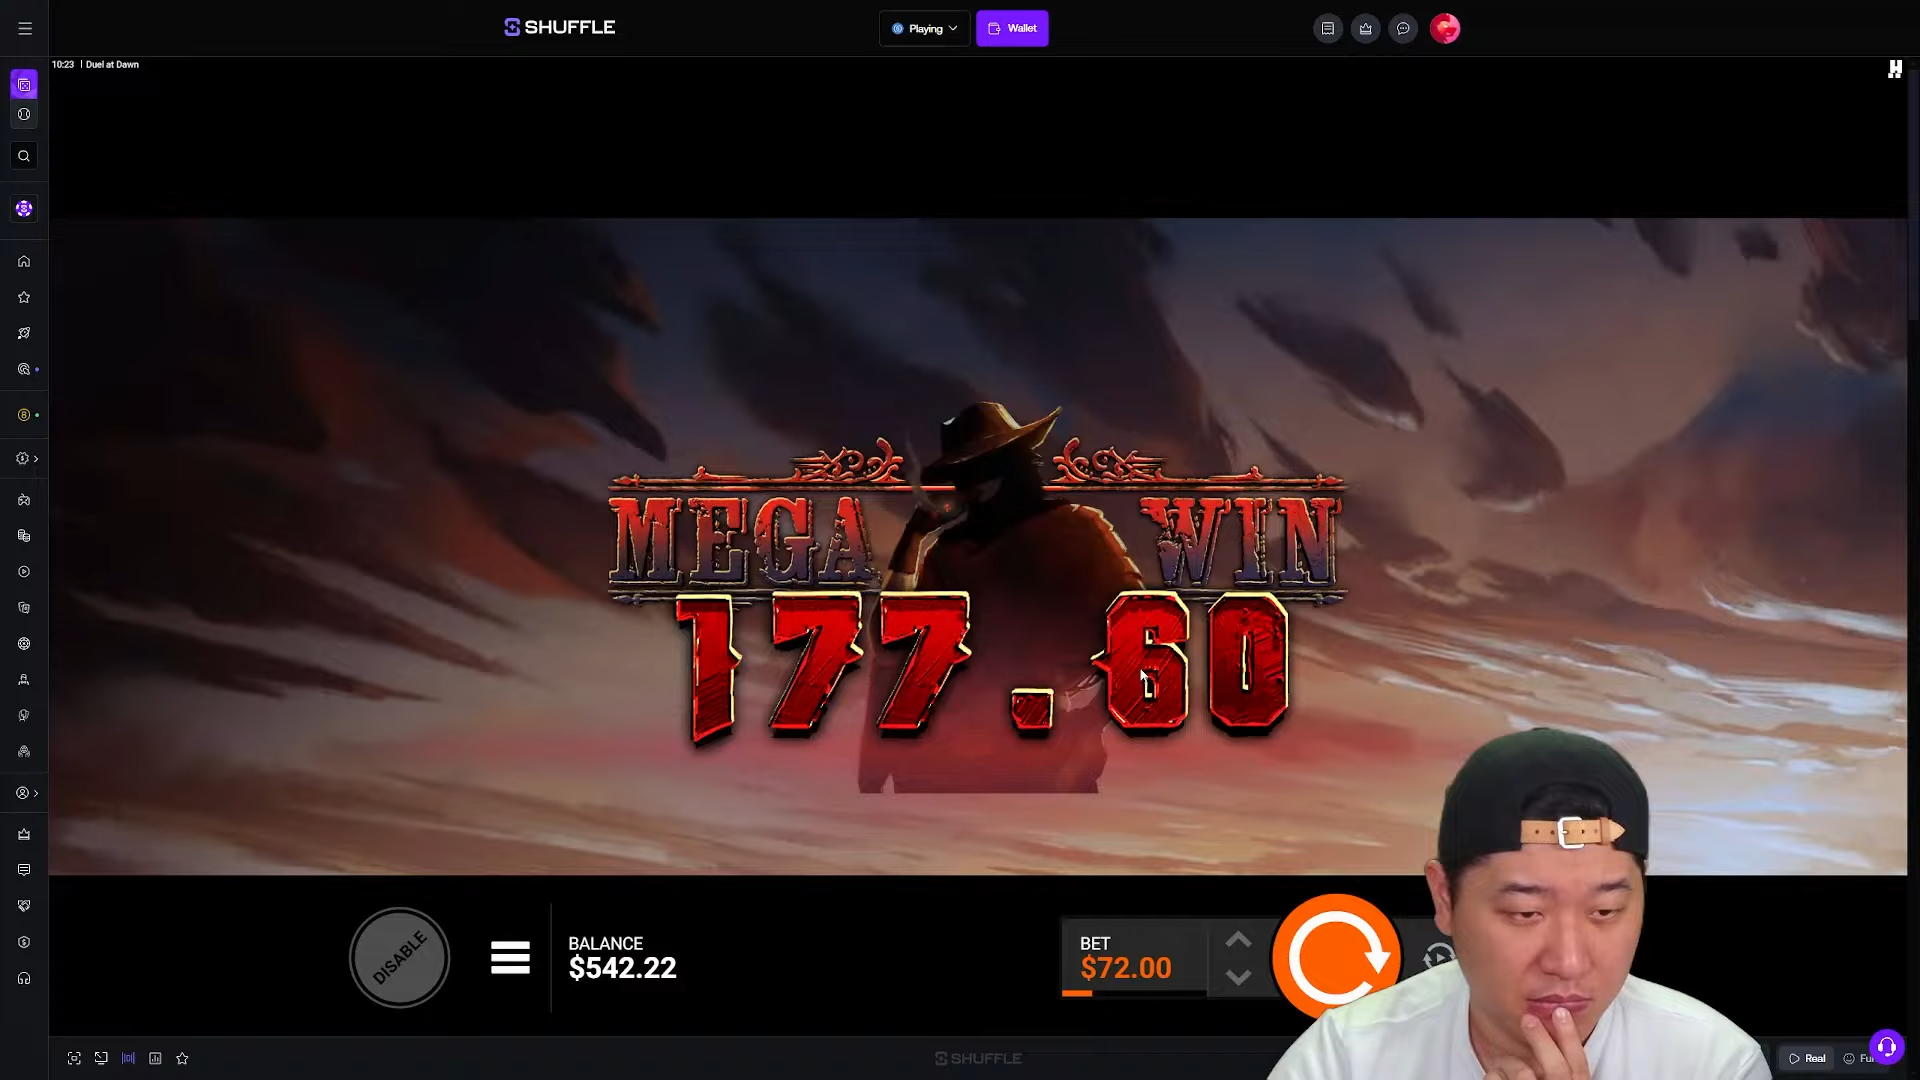 SHUFFLE
Playing
Wallet
10:23 | Duel at Dawn
MEGA WIN
177.60
DISABLE
BALANCE
$542.22
BET
$72.00
SHUFFLE
Real